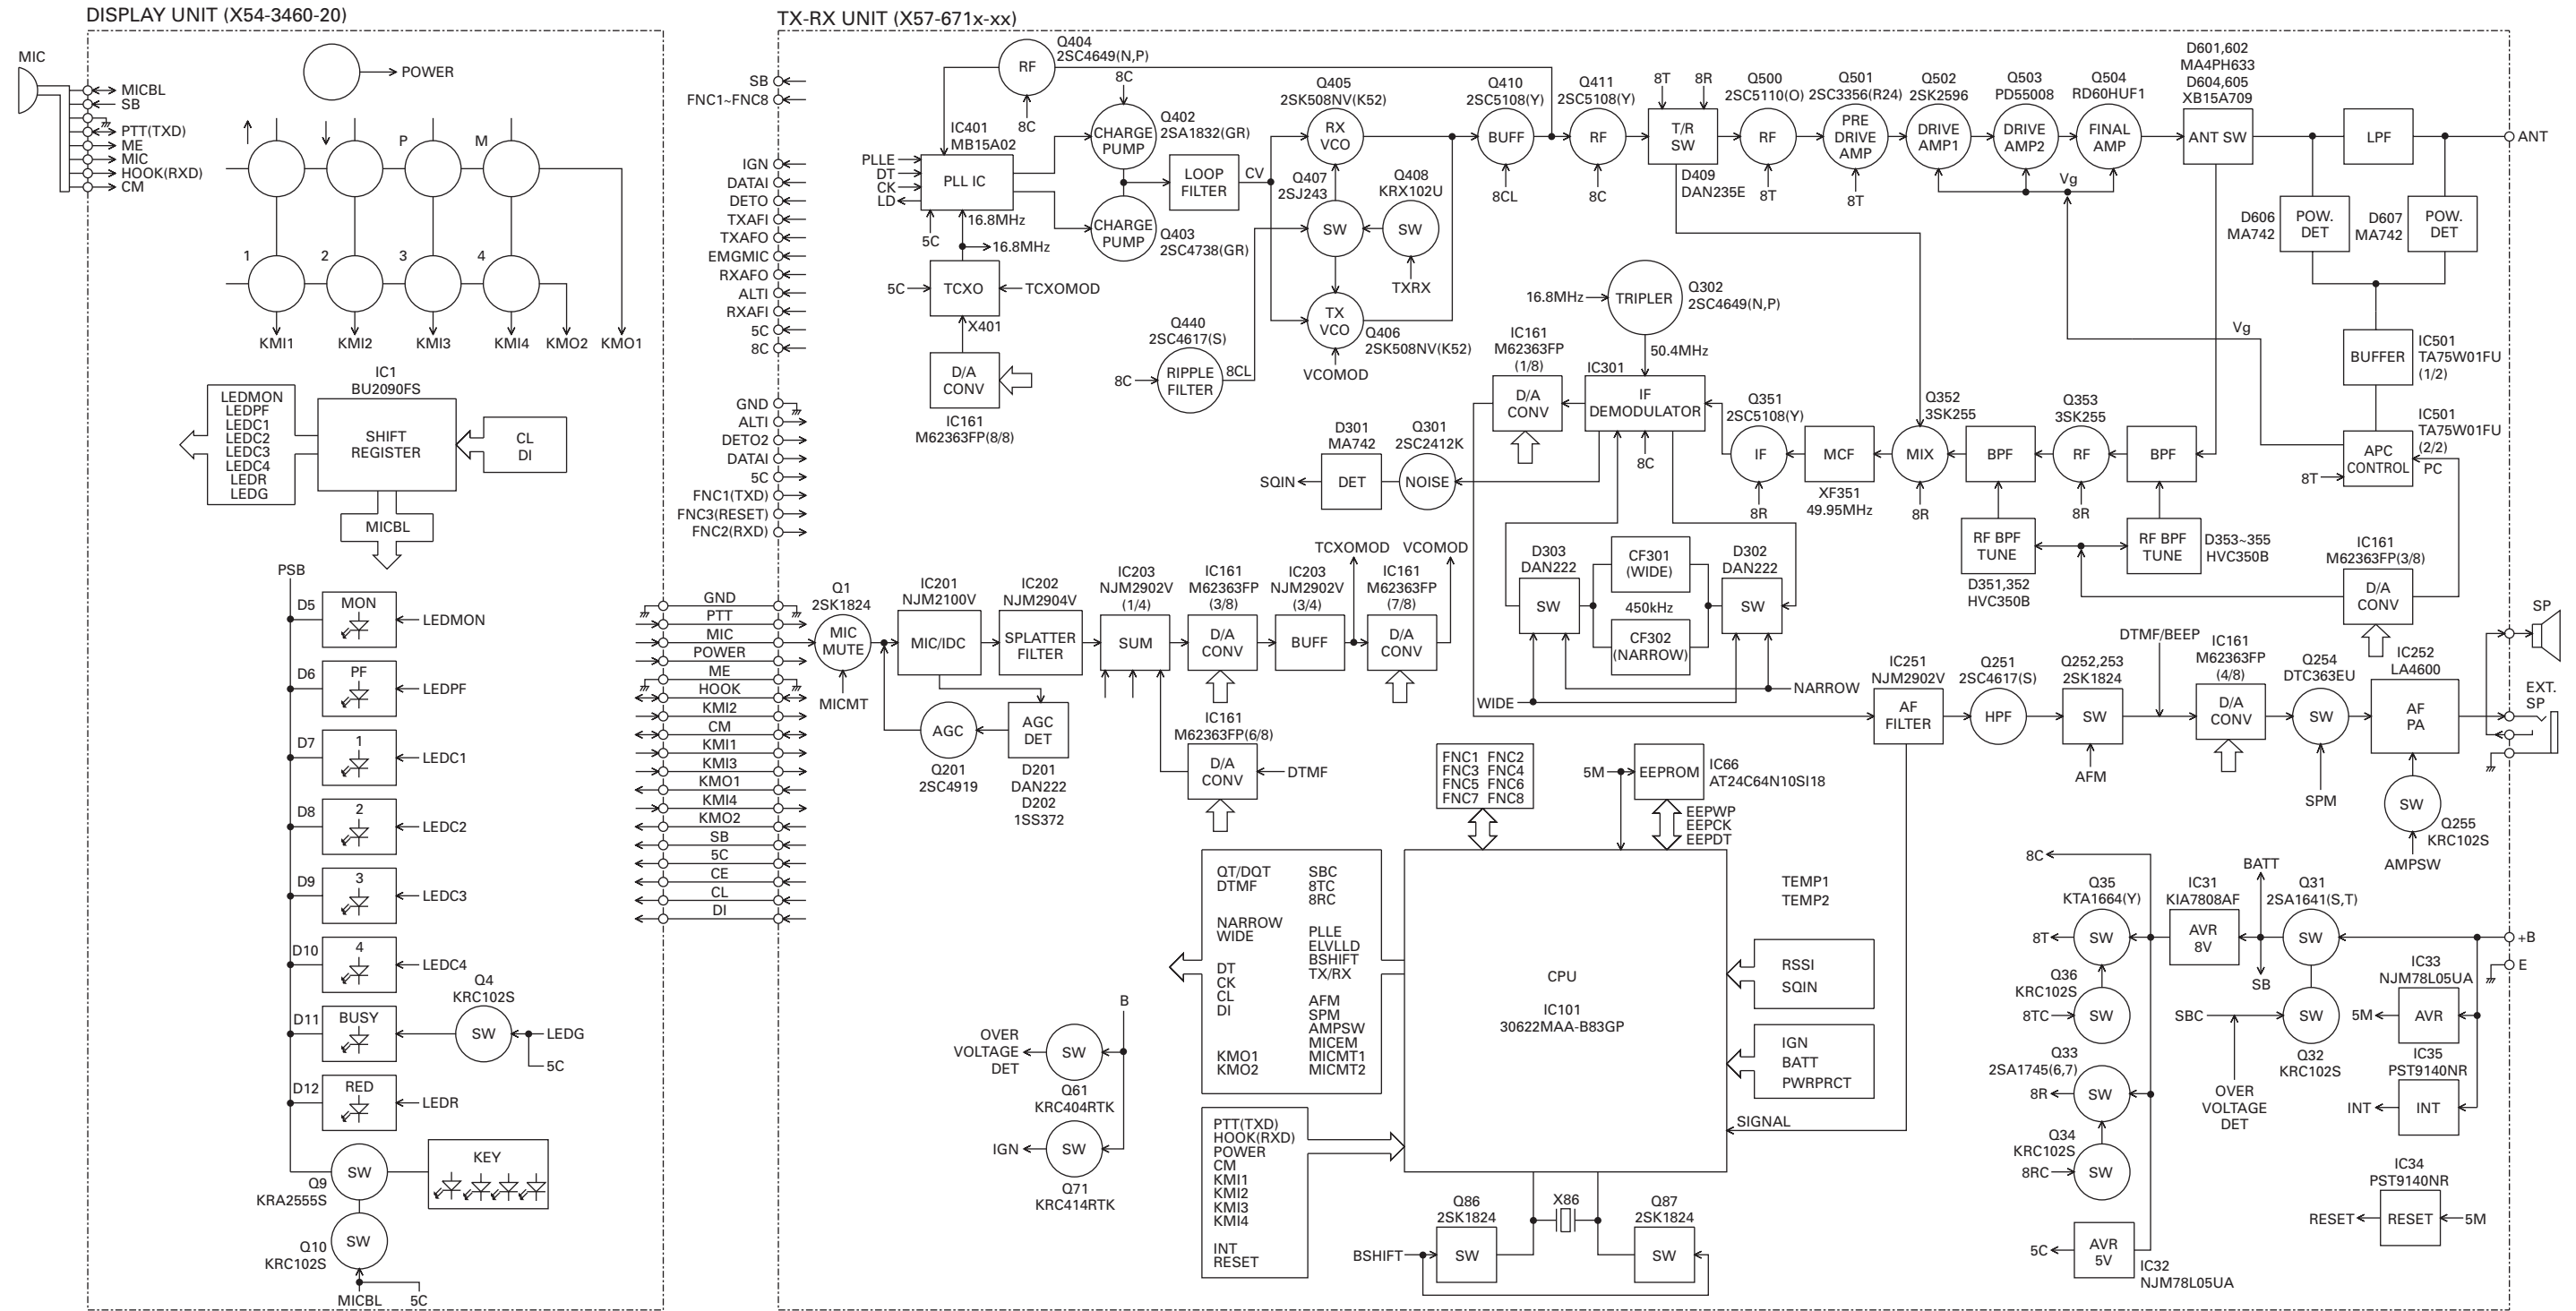 DISPLAY UNIT (X54-3460-20)
MIC
POWER
MICBL
SB
PTT(TXD)
ME
MIC
HOOK(RXD)
CM
P
M
1
2
3
4
KMI1
KMI2
KMI3
KMI4
KMO2
KMO1
IC1
BU2090FS
LEDMON
LEDPF
LEDC1
LEDC2
LEDC3
LEDC4
LEDR
LEDG
SHIFT
REGISTER
CL
DI
MICBL
PSB
D5
MON
LEDMON
D6
PF
LEDPF
D7
1
LEDC1
D8
2
LEDC2
D9
3
LEDC3
D10
4
LEDC4
Q4
KRC102S
D11
BUSY
SW
LEDG
5C
D12
RED
LEDR
SW
Q9
KRA2555S
KEY
SW
Q10
KRC102S
MICBL
5C
GND
PTT
MIC
POWER
ME
HOOK
KMI2
CM
KMI1
KMI3
KMO1
KMI4
KMO2
SB
5C
CE
CL
DI
TX-RX UNIT (X57-671x-xx)
SB
FNC1~FNC8
IGN
DATAI
DETO
TXAFI
TXAFO
EMGMIC
RXAFO
ALTI
RXAFI
5C
8C
GND
ALTI
DETO2
DATAI
5C
FNC1(TXD)
FNC3(RESET)
FNC2(RXD)
RF
Q404
2SC4649(N,P)
8C
8C
IC401
MB15A02
PLLE
DT
CK
LD
PLL IC
5C
16.8MHz
16.8MHz
5C
TCXO
TCXOMOD
X401
D/A
CONV
IC161
M62363FP(8/8)
CHARGE
PUMP
Q402
2SA1832(GR)
CHARGE
PUMP
Q403
2SC4738(GR)
LOOP
FILTER
CV
Q405
2SK508NV(K52)
RX
VCO
Q407
2SJ243
SW
Q408
KRX102U
SW
TXRX
TX
VCO
Q406
2SK508NV(K52)
VCOMOD
Q440
2SC4617(S)
8C
RIPPLE
FILTER
8CL
Q410
2SC5108(Y)
BUFF
8CL
Q411
2SC5108(Y)
RF
8C
8T
8R
T/R
SW
D409
DAN235E
Q500
2SC5110(O)
RF
8T
Q501
2SC3356(R24)
PRE
DRIVE
AMP
8T
Q502
2SK2596
DRIVE
AMP1
Q503
PD55008
DRIVE
AMP2
Q504
RD60HUF1
FINAL
AMP
Vg
D601,602
MA4PH633
D604,605
XB15A709
ANT SW
LPF
ANT
D606
MA742
POW.
DET
D607
MA742
POW.
DET
Vg
BUFFER
IC501
TA75W01FU
(1/2)
IC501
TA75W01FU
(2/2)
APC
CONTROL
PC
8T
16.8MHz
TRIPLER
Q302
2SC4649(N,P)
50.4MHz
IC161
M62363FP
(1/8)
D/A
CONV
IC301
IF
DEMODULATOR
8C
Q351
2SC5108(Y)
IF
8R
MCF
XF351
49.95MHz
Q352
3SK255
MIX
8R
BPF
Q353
3SK255
RF
8R
BPF
RF BPF
TUNE
D351,352
HVC350B
RF BPF
TUNE
D353~355
HVC350B
IC161
M62363FP(3/8)
D/A
CONV
SQIN
D301
MA742
DET
Q301
2SC2412K
NOISE
D303
DAN222
SW
CF301
(WIDE)
450kHz
CF302
(NARROW)
D302
DAN222
SW
WIDE
NARROW
Q1
2SK1824
MIC
MUTE
MICMT
IC201
NJM2100V
MIC/IDC
IC202
NJM2904V
SPLATTER
FILTER
AGC
Q201
2SC4919
AGC
DET
D201
DAN222
D202
1SS372
IC203
NJM2902V
(1/4)
SUM
IC161
M62363FP
(3/8)
D/A
CONV
IC203
NJM2902V
(3/4)
BUFF
TCXOMOD
IC161
M62363FP
(7/8)
D/A
CONV
VCOMOD
IC161
M62363FP(6/8)
D/A
CONV
DTMF
IC251
NJM2902V
AF
FILTER
Q251
2SC4617(S)
HPF
Q252,253
2SK1824
SW
AFM
DTMF/BEEP
IC161
M62363FP
(4/8)
D/A
CONV
Q254
DTC363EU
SW
SPM
IC252
LA4600
AF
PA
SW
Q255
KRC102S
AMPSW
SP
EXT.
SP
FNC1 FNC2
FNC3 FNC4
FNC5 FNC6
FNC7 FNC8
5M
EEPROM
IC66
AT24C64N10SI18
EEPWP
EEPCK
EEPDT
QT/DQT
DTMF
NARROW
WIDE
DT
CK
CL
DI
KMO1
KMO2
SBC
8TC
8RC
PLLE
ELVLLD
BSHIFT
TX/RX
AFM
SPM
AMPSW
MICEM
MICMT1
MICMT2
CPU
IC101
30622MAA-B83GP
TEMP1
TEMP2
RSSI
SQIN
IGN
BATT
PWRPRCT
SIGNAL
PTT(TXD)
HOOK(RXD)
POWER
CM
KMI1
KMI2
KMI3
KMI4
INT
RESET
B
OVER
VOLTAGE
DET
SW
Q61
KRC404RTK
IGN
SW
Q71
KRC414RTK
Q86
2SK1824
BSHIFT
SW
X86
Q87
2SK1824
SW
8C
Q35
KTA1664(Y)
8T
SW
Q36
KRC102S
8TC
SW
Q33
2SA1745(6,7)
8R
SW
Q34
KRC102S
8RC
SW
5C
AVR
5V
IC32
NJM78L05UA
IC31
KIA7808AF
AVR
8V
BATT
SB
Q31
2SA1641(S,T)
SW
SBC
SW
Q32
KRC102S
OVER
VOLTAGE
DET
+B
E
IC33
NJM78L05UA
5M
AVR
IC35
PST9140NR
INT
INT
IC34
PST9140NR
RESET
RESET
5M